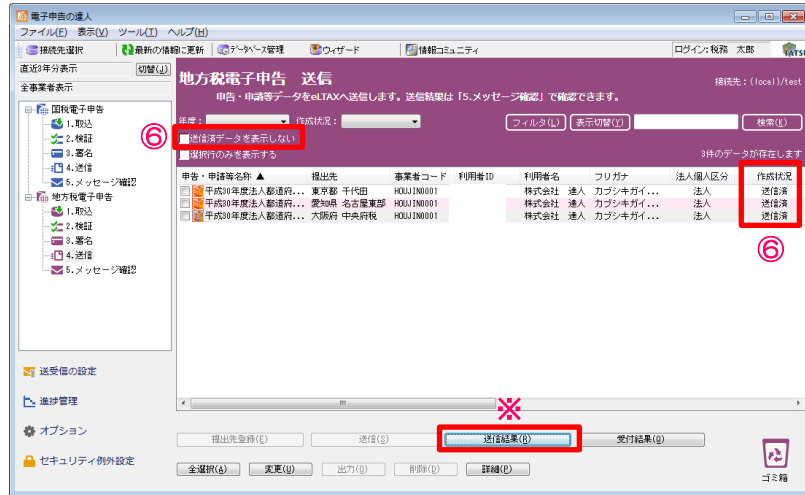 電子申告の達人
ファイル(F) 表示(V) ツール(T) ヘルプ(H)
接続先選択 最新の情報に更新 データベース管理 ウィザード 情報コミュニティ ログイン:税務 太郎
直近3年分表示 切替(J)
全事業者表示
国税電子申告
1.取込
2.検証
3.署名
4.送信
5.メッセージ確認
地方税電子申告
1.取込
2.検証
3.署名
4.送信
5.メッセージ確認
送受信の設定
進捗管理
オプション
セキュリティ例外設定
地方税電子申告 送信
接続先:(local)/test
申告・申請等データをeLTAXへ送信します。送信結果は「5.メッセージ確認」で確認できます。
年度: 作成状況: フィルタ(L) 表示切替(Y) 検索(K)
⑥ 送信済データを表示しない
選択行のみを表示する 3件のデータが存在します
申告・申請等名称 ▲ 提出先 事業者コード 利用者ID 利用者名 フリガナ 法人個人区分 作成状況
平成30年度法人都道府... 東京都 千代田 HOUJIN0001 株式会社 達人 カブシキガイ... 法人 送信済
平成30年度法人都道府... 愛知県 名古屋東部 HOUJIN0001 株式会社 達人 カブシキガイ... 法人 送信済
平成30年度法人都道府... 大阪府 中央府税 HOUJIN0001 株式会社 達人 カブシキガイ... 法人 送信済
⑥
※
提出先登録(E) 送信(S) 送信結果(R) 受付結果(Q)
全選択(A) 変更(U) 出力(O) 削除(D) 詳細(P)
ゴミ箱